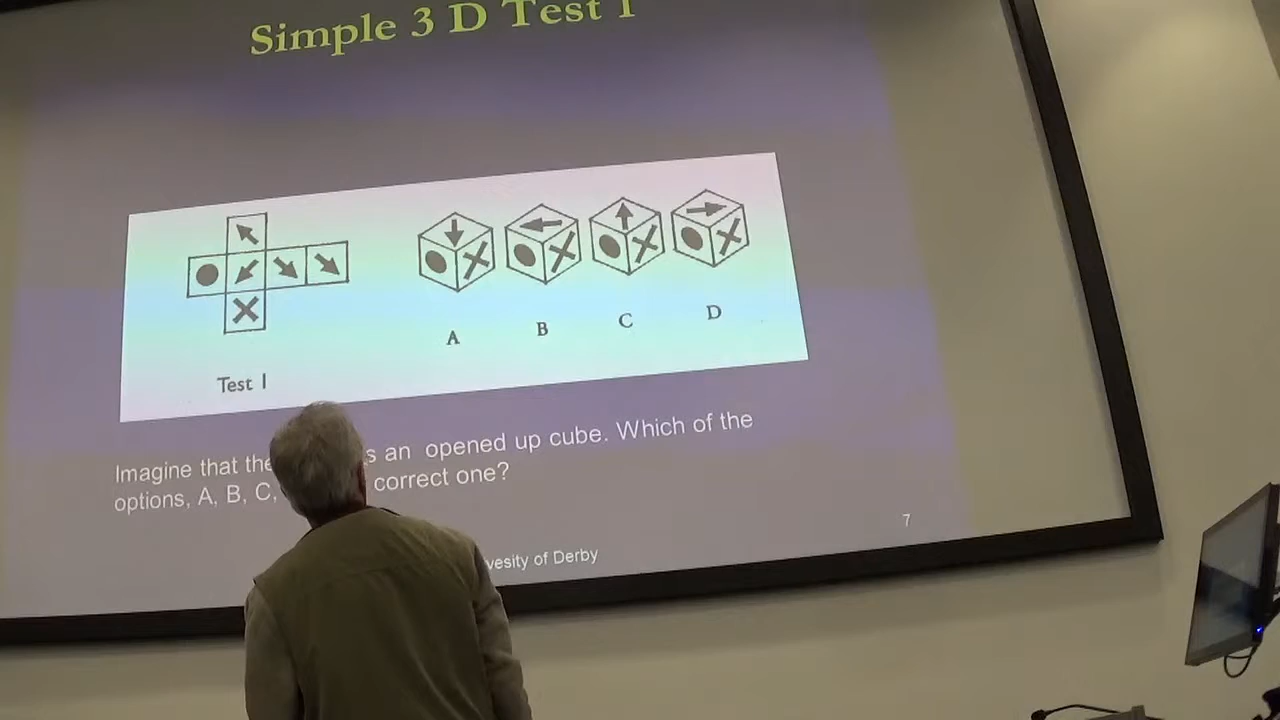 Simple 3 D Test 1
A B C D
Test 1
Imagine that the s an opened up cube. Which of the
options, A, B, C, correct one?
vesity of Derby
7